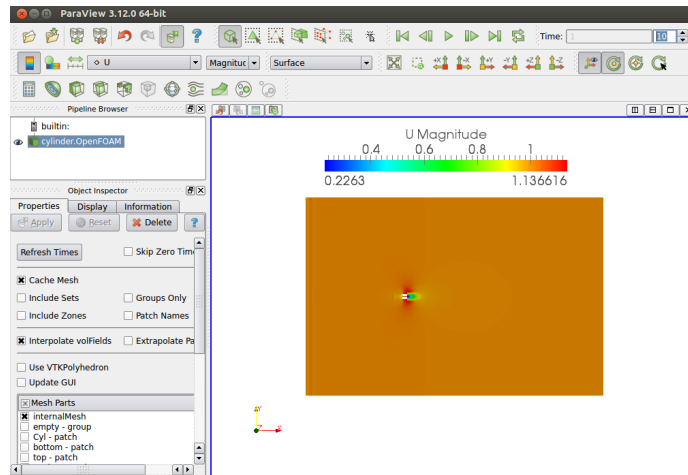 ParaView 3.12.0 64-bit
Time: 1 10
U Magnituc Surface
Pipeline Browser
builtin:
cylinder.OpenFOAM
Object Inspector
Properties Display Information
Apply Reset Delete ?
Refresh Times Skip Zero Time
Cache Mesh
Include Sets Groups Only
Include Zones Patch Names
Interpolate volFields Extrapolate Pa
Use VTKPolyhedron
Update GUI
Mesh Parts
internalMesh
empty - group
Cyl - patch
bottom - patch
top - patch
U Magnitude
0.4 0.6 0.8 1
0.2263 1.136616
Y
Z X